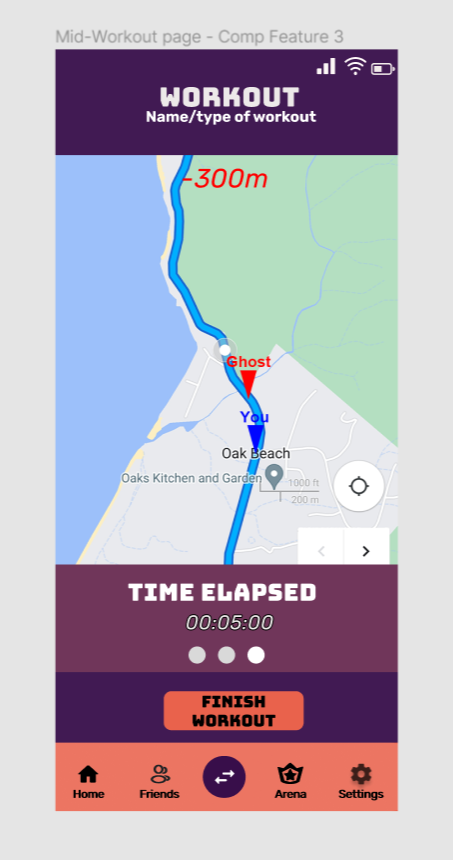 Mid-Workout page - Comp Feature 3
WORKOUT
Name/type of workout
-300m
Ghost
You
Oak Beach
Oaks Kitchen and Garden
1000 ft
200 m
TIME ELAPSED
00:05:00
FINISH
WORKOUT
Home
Friends
Arena
Settings